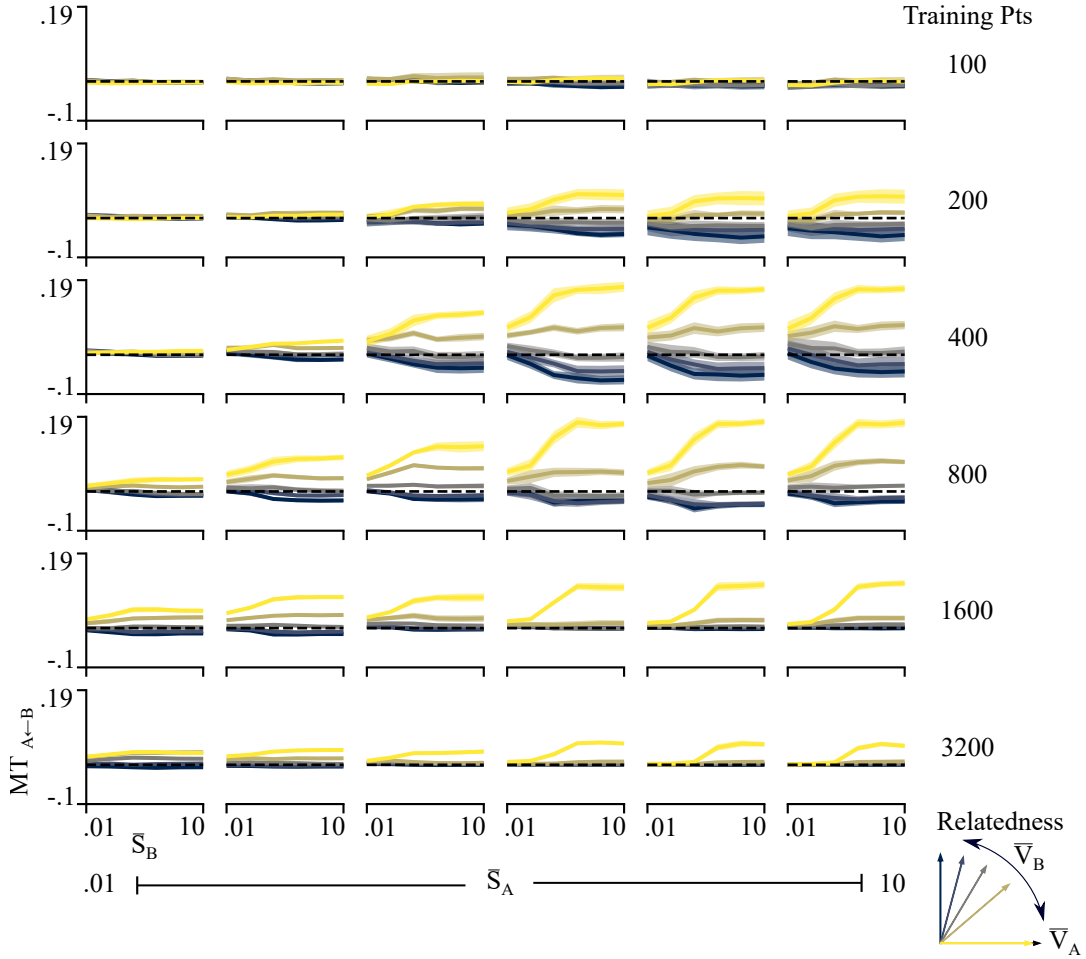 Training Pts
.19
-.1
100
.19
-.1
200
.19
-.1
400
.19
-.1
800
.19
-.1
1600
.19
-.1
3200
MT A←B
.01 10 .01 10 .01 10 .01 10 .01 10 .01 10
S̅B
.01 S̅A 10
Relatedness
V̅B
V̅A